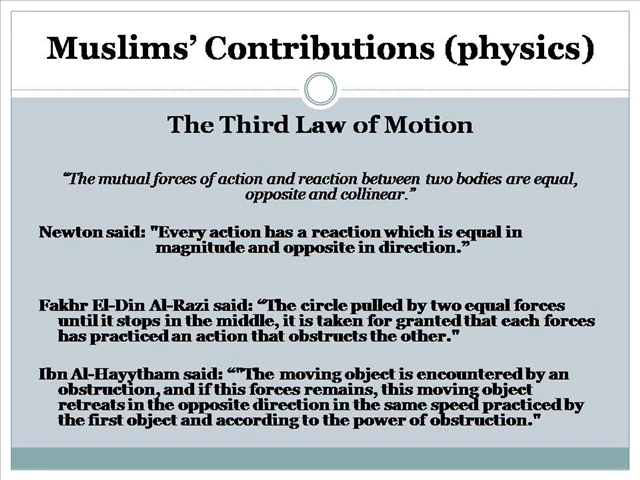 Muslims’ Contributions (physics)
The Third Law of Motion
“The mutual forces of action and reaction between two bodies are equal,
opposite and collinear.”
Newton said: "Every action has a reaction which is equal in
magnitude and opposite in direction.”
Fakhr El-Din Al-Razi said: “The circle pulled by two equal forces
until it stops in the middle, it is taken for granted that each forces
has practiced an action that obstructs the other."
Ibn Al-Hayytham said: “"The moving object is encountered by an
obstruction, and if this forces remains, this moving object
retreats in the opposite direction in the same speed practiced by
the first object and according to the power of obstruction."